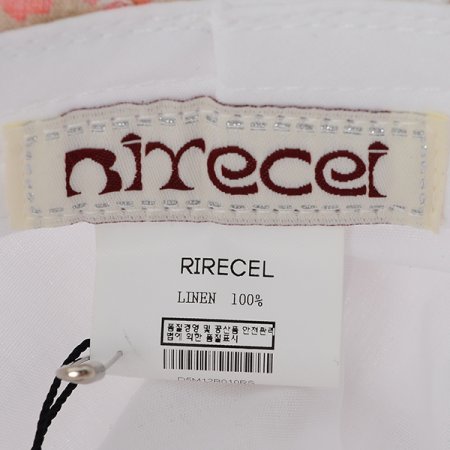 Rirecel
RIRECEL
LINEN 100%
품질경영 및 공산품 안전관리
법에 의한 품질표시